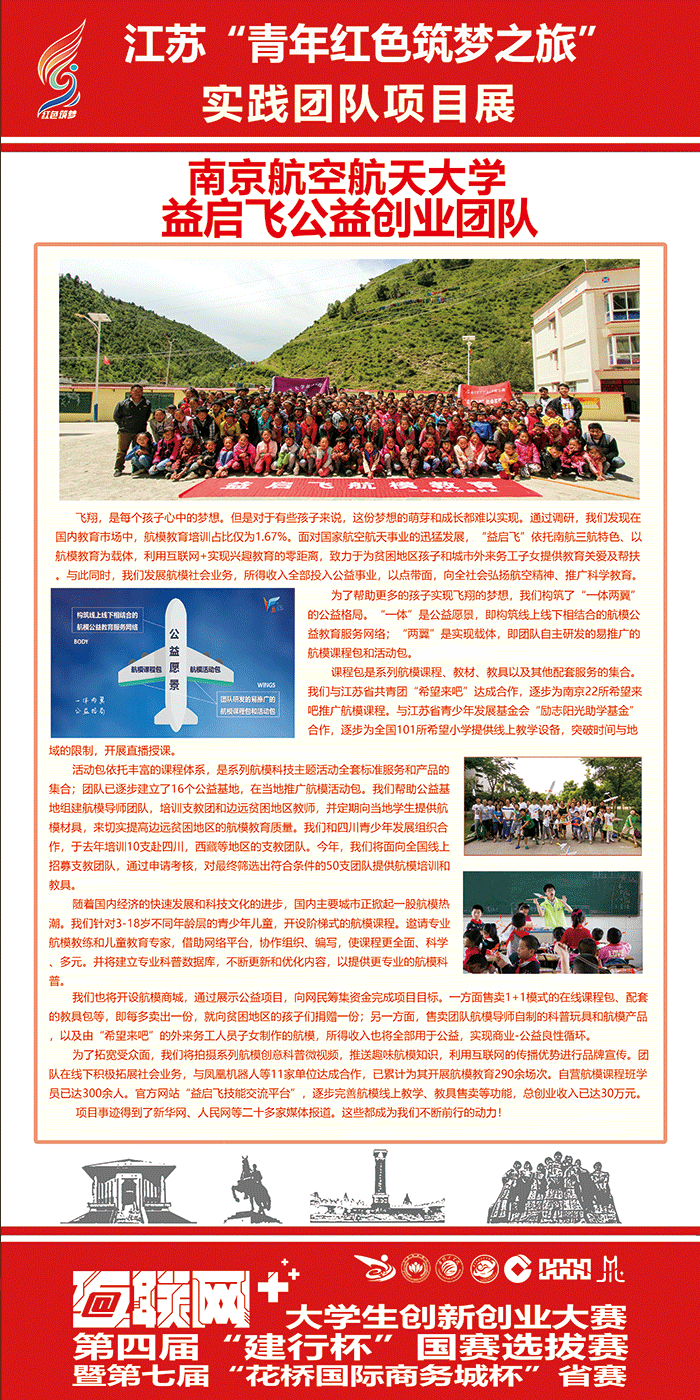 江苏“青年红色筑梦之旅”
实践团队项目展
红色筑梦
南京航空航天大学
益启飞公益创业团队
益启飞航模教育
飞翔，是每个孩子心中的梦想。但是对于有些孩子来说，这份梦想的萌芽和成长都难以实现。通过调研，我们发现在
国内教育市场中，航模教育培训占比仅为1.67%。面对国家航空航天事业的迅猛发展，“益启飞”依托南航三航特色、以
航模教育为载体，利用互联网+实现兴趣教育的零距离，致力于为贫困地区孩子和城市外来务工子女提供教育关爱及帮扶
。与此同时，我们发展航模社会业务，所得收入全部投入公益事业，以点带面，向全社会弘扬航空精神、推广科学教育。
构筑线上线下相结合的
航模公益教育服务网络
BODY
公益愿景
航模课程包
航模活动包
WINGS
团队研发的易推广的
航模课程包和活动包
一体两翼
公益格局
为了帮助更多的孩子实现飞翔的梦想，我们构筑了“一体两翼”
的公益格局。“一体”是公益愿景，即构筑线上线下相结合的航模公
益教育服务网络；“两翼”是实现载体，即团队自主研发的易推广的
航模课程包和活动包。
课程包是系列航模课程、教材、教具以及其他配套服务的集合。
我们与江苏省共青团“希望来吧”达成合作，逐步为南京22所希望来
吧推广航模课程。与江苏省青少年发展基金会“励志阳光助学基金”
合作，逐步为全国101所希望小学提供线上教学设备，突破时间与地
域的限制，开展直播授课。
活动包依托丰富的课程体系，是系列航模科技主题活动全套标准服务和产品的
集合；团队已逐步建立了16个公益基地，在当地推广航模活动包。我们帮助公益基
地组建航模导师团队，培训支教团和边远贫困地区教师，并定期向当地学生提供航
模材具，来切实提高边远贫困地区的航模教育质量。我们和四川青少年发展组织合
作，于去年培训10支赴四川，西藏等地区的支教团队。今年，我们将面向全国线上
招募支教团队，通过申请考核，对最终筛选出符合条件的50支团队提供航模培训和
教具。
随着国内经济的快速发展和科技文化的进步，国内主要城市正掀起一股航模热
潮。我们针对3-18岁不同年龄层的青少年儿童，开设阶梯式的航模课程。邀请专业
航模教练和儿童教育专家，借助网络平台，协作组织、编写，使课程更全面、科学
、多元。并将建立专业科普数据库，不断更新和优化内容，以提供更专业的航模科
普。
我们也将开设航模商城，通过展示公益项目，向网民筹集资金完成项目目标。一方面售卖1+1模式的在线课程包、配套
的教具包等，即每多卖出一份，就向贫困地区的孩子们捐赠一份；另一方面，售卖团队航模导师自制的科普玩具和航模产品
，以及由“希望来吧”的外来务工人员子女制作的航模，所得收入也将全部用于公益，实现商业-公益良性循环。
为了拓宽受众面，我们将拍摄系列航模创意科普微视频，推送趣味航模知识，利用互联网的传播优势进行品牌宣传。团
队在线下积极拓展社会业务，与凤凰机器人等11家单位达成合作，已累计为其开展航模教育290余场次。自营航模课程班学
员已达300余人。官方网站“益启飞技能交流平台”，逐步完善航模线上教学、教具售卖等功能，总创业收入已达30万元。
项目事迹得到了新华网、人民网等二十多家媒体报道。这些都成为我们不断前行的动力！
互联网+
大学生创新创业大赛
第四届“建行杯”国赛选拔赛
暨第七届“花桥国际商务城杯”省赛